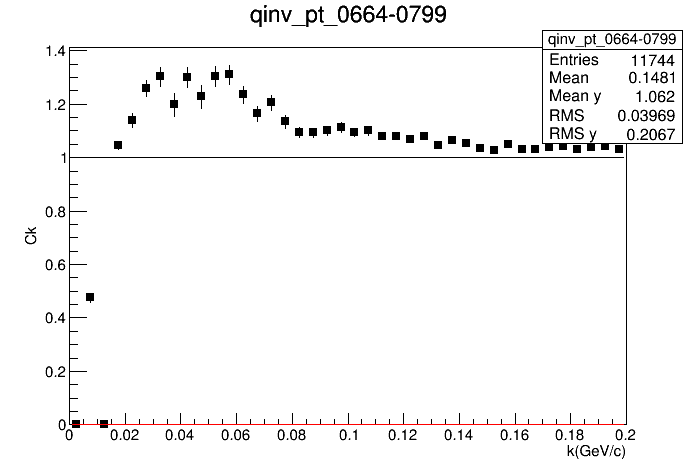 qinv_pt_0664-0799
qinv_pt_0664-0799
Entries 11744
Mean 0.1481
Mean y 1.062
RMS 0.03969
RMS y 0.2067
1.4
1.2
1
0.8
0.6
0.4
0.2
0
Ck
0 0.02 0.04 0.06 0.08 0.1 0.12 0.14 0.16 0.18 0.2
k(GeV/c)